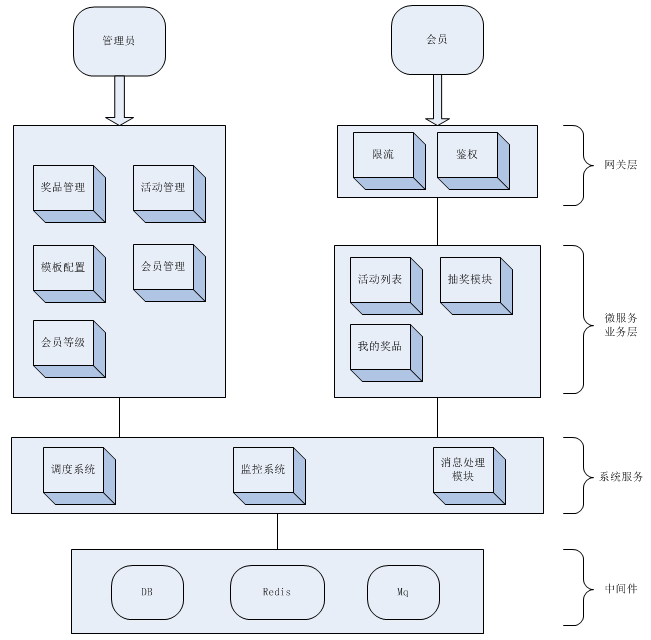 管理员
会员
限流
鉴权
网关层
奖品管理
活动管理
模板配置
会员管理
会员等级
活动列表
抽奖模块
我的奖品
微服务
业务层
调度系统
监控系统
消息处理
模块
系统服务
DB
Redis
Mq
中间件